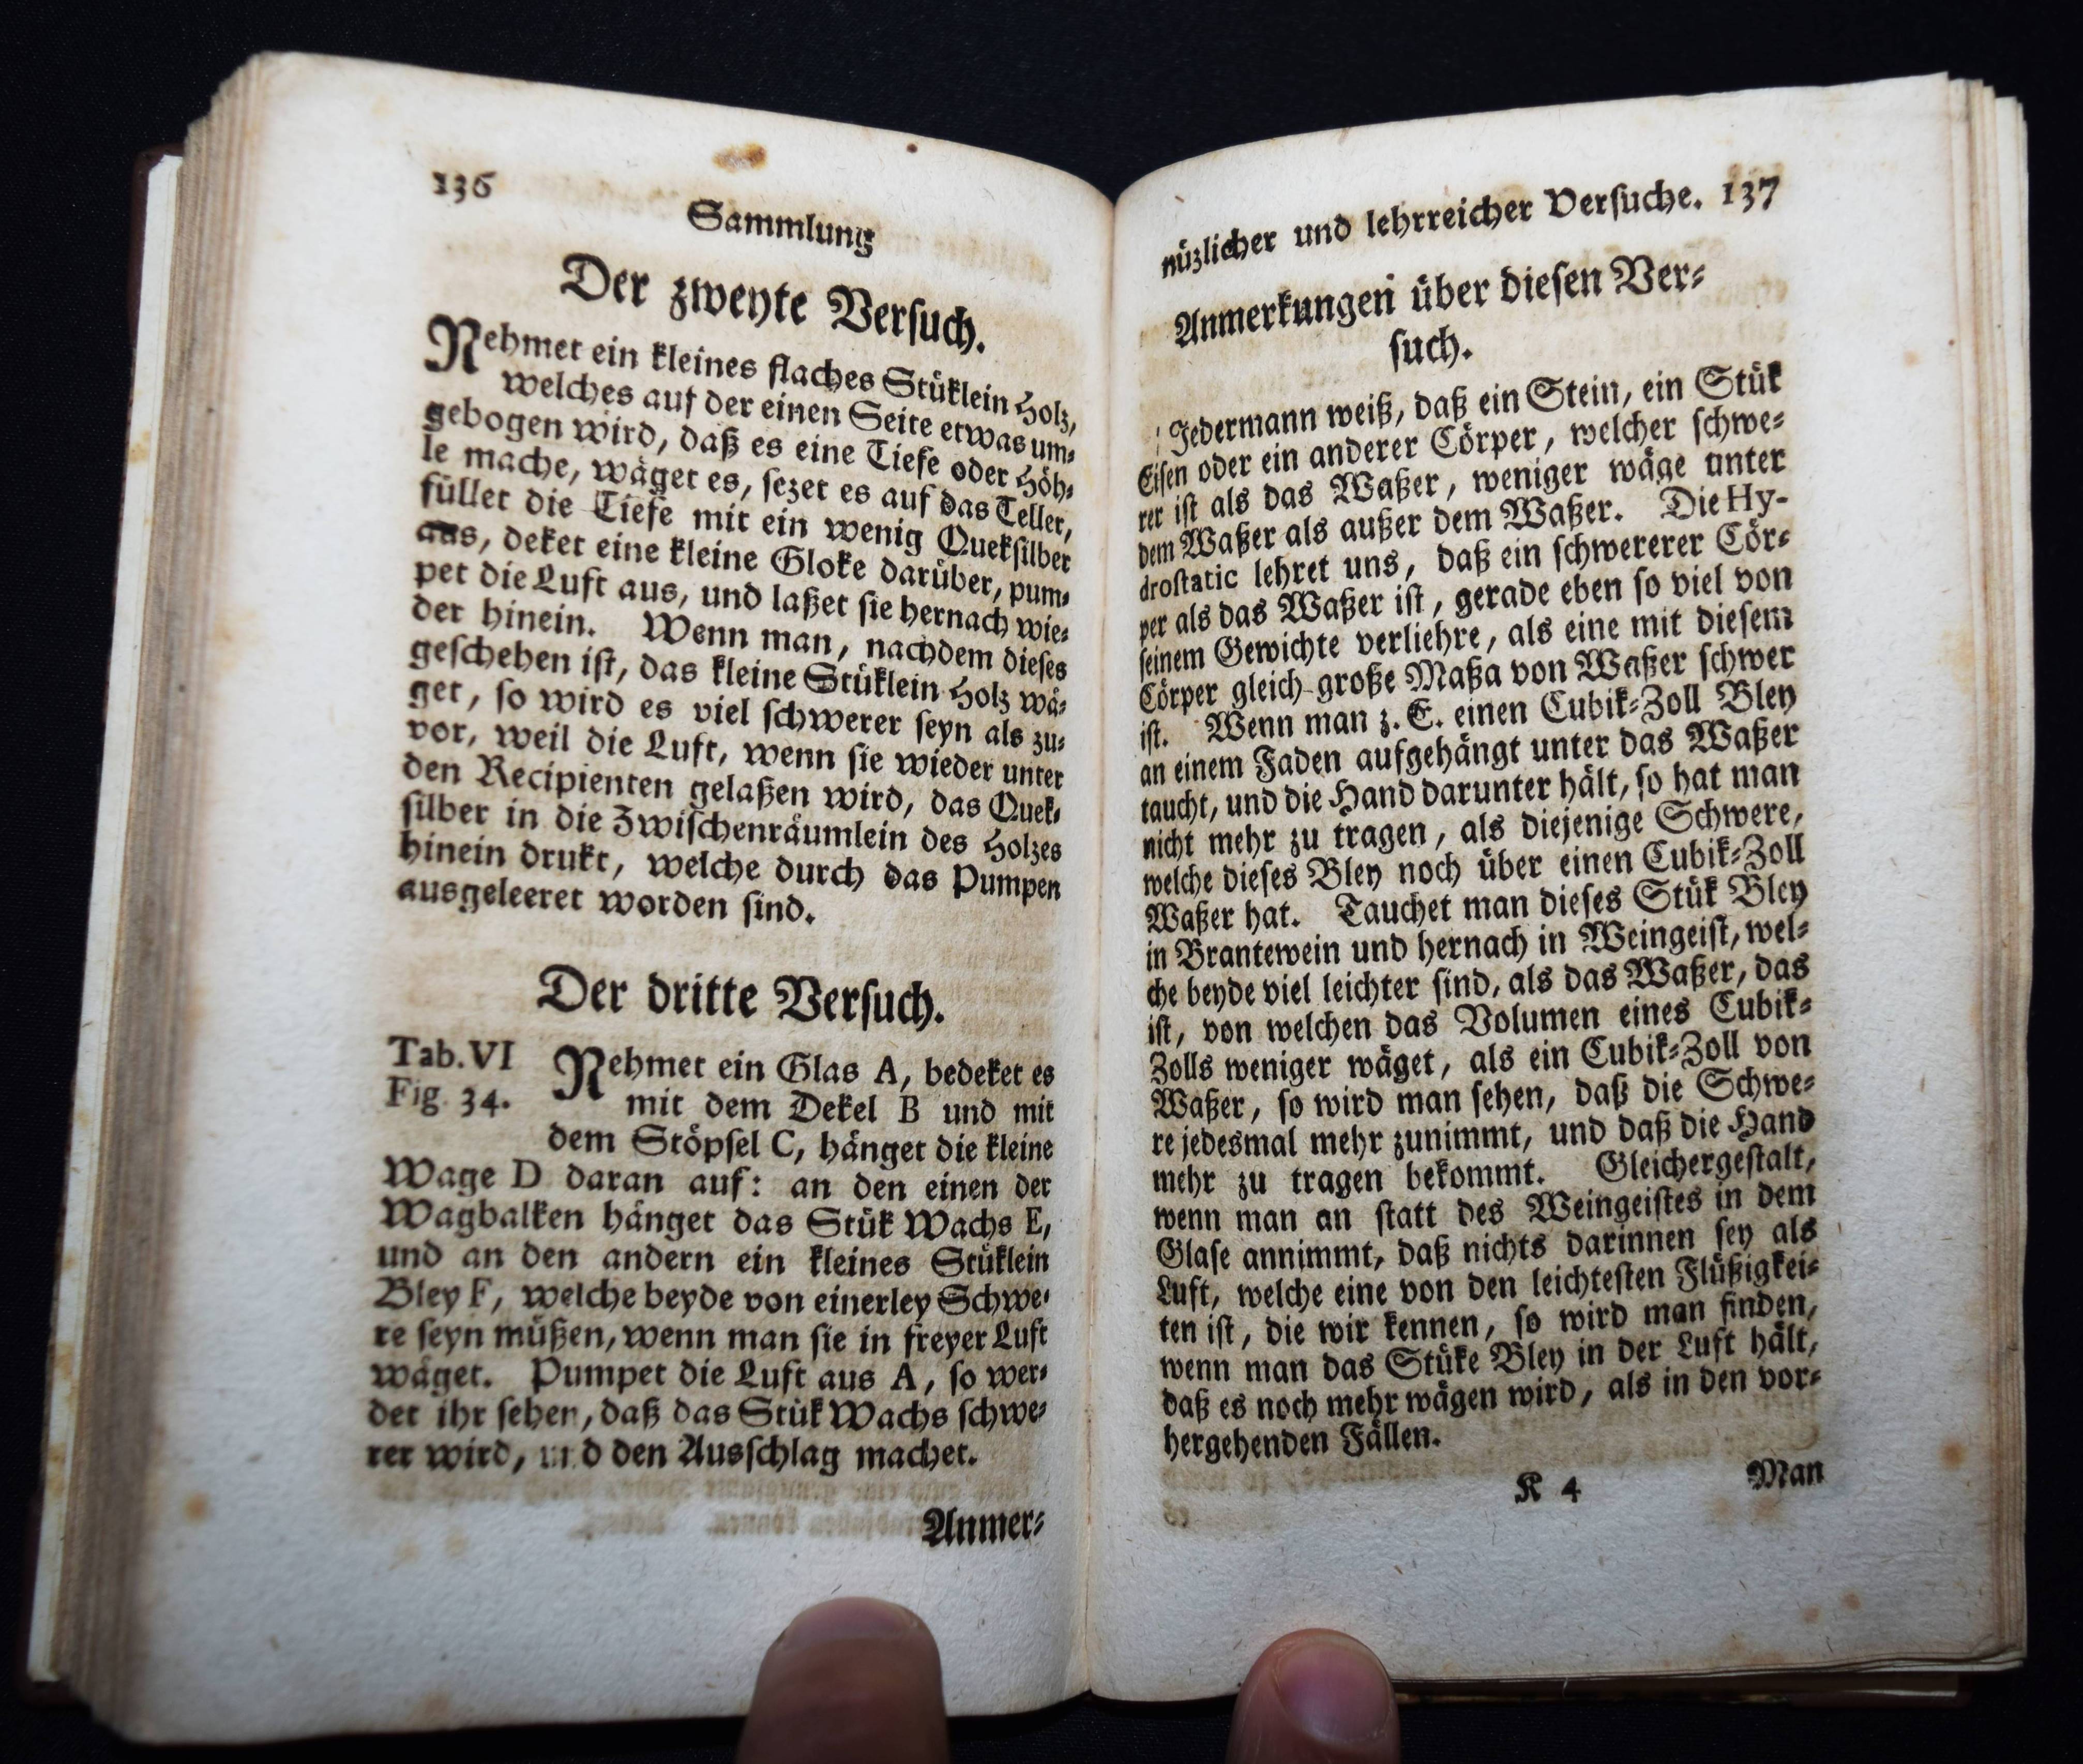 136
Sammlung
Der zweyte Versuch.
Nehmet ein kleines flaches Stüklein Holz,
welches auf der einen Seite etwas um⸗
gebogen wird, daß es eine Tiefe oder Höh⸗
le mache, wäget es, sezet es auf das Teller,
füllet die Tiefe mit ein wenig Queksilber
aus, deket eine kleine Gloke darüber, pum⸗
pet die Luft aus, und laßet sie hernach wie⸗
der hinein. Wenn man, nachdem dieses
geschehen ist, das kleine Stüklein Holz wä⸗
get, so wird es viel schwerer seyn als zu⸗
vor, weil die Luft, wenn sie wieder unter
den Recipienten gelaßen wird, das Quek⸗
silber in die Zwischenräumlein des Holzes
hinein drukt, welche durch das Pumpen
ausgeleeret worden sind.
Der dritte Versuch.
Tab. VI
Fig. 34.
Nehmet ein Glas A, bedeket es
mit dem Dekel B und mit
dem Stöpsel C, hänget die kleine
Wage D daran auf: an den einen der
Wagbalken hänget das Stük Wachs E,
und an den andern ein kleines Stüklein
Bley F, welche beyde von einerley Schwe⸗
re seyn müßen, wenn man sie in freyer Luft
wäget. Pumpet die Luft aus A, so wer⸗
det ihr sehen, daß das Stük Wachs schwe⸗
rer wird, und den Ausschlag machet.
Anmer⸗
nüzlicher und lehrreicher Versuche. 137
Anmerkungen über diesen Ver⸗
such.
Jedermann weiß, daß ein Stein, ein Stük
Eisen oder ein anderer Cörper, welcher schwe⸗
rer ist als das Waßer, weniger wäge unter
dem Waßer als außer dem Waßer. Die Hy-
drostatic lehret uns, daß ein schwererer Cör⸗
per als das Waßer ist, gerade eben so viel von
seinem Gewichte verliehre, als eine mit diesem
Cörper gleich große Maßa von Waßer schwer
ist. Wenn man z. E. einen Cubik⸗Zoll Bley
an einem Faden aufgehängt unter das Waßer
taucht, und die Hand darunter hält, so hat man
nicht mehr zu tragen, als diejenige Schwere,
welche dieses Bley noch über einen Cubik⸗Zoll
Waßer hat. Tauchet man dieses Stük Bley
in Brantewein und hernach in Weingeist, wel⸗
che beyde viel leichter sind, als das Waßer, das
ist, von welchen das Volumen eines Cubik⸗
Zolls weniger wäget, als ein Cubik⸗Zoll von
Waßer, so wird man sehen, daß die Schwe⸗
re jedesmal mehr zunimmt, und daß die Hand
mehr zu tragen bekommt. Gleichergestalt,
wenn man an statt des Weingeistes in dem
Glase annimmt, daß nichts darinnen sey als
Luft, welche eine von den leichtesten Flüßigkei⸗
ten ist, die wir kennen, so wird man finden,
wenn man das Stüke Bley in der Luft hält,
daß es noch mehr wägen wird, als in den vor⸗
hergehenden Fällen.
K 4
Man